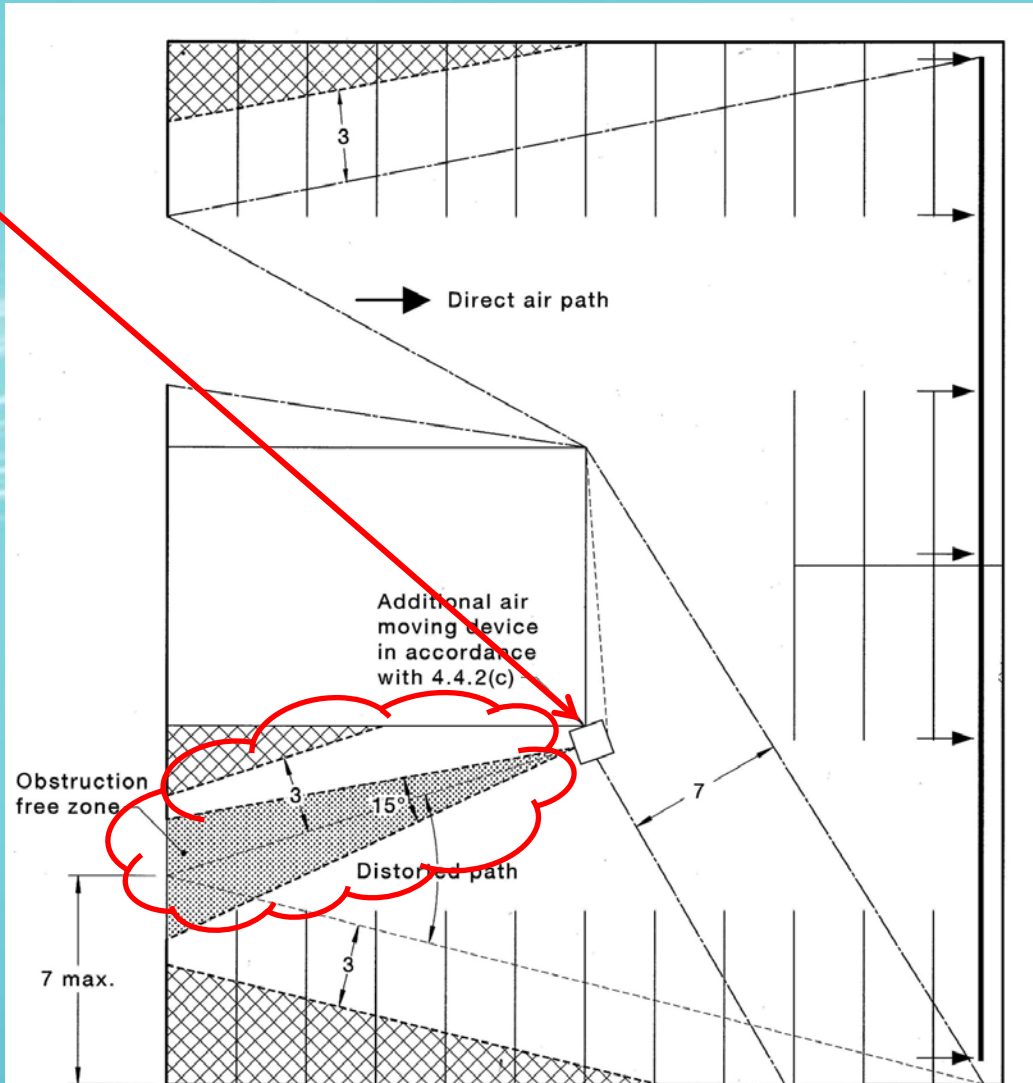 3
Direct air path
Additional air
moving device
in accordance
with 4.4.2(c)
Obstruction
free zone
3
15°
7
Distorted path
3
7 max.